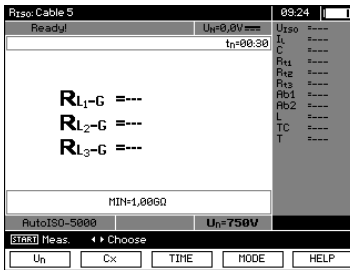 RISO: Cable 5 09:24
Ready! UN=0,0V
tn=00:30
RL1-G =---
RL2-G =---
RL3-G =---
MIN=1,00GΩ
UISO =---
IL =---
C =---
Rt1 =---
Rt2 =---
Rt3 =---
Ab1 =---
Ab2 =---
L =---
TC =---
T =---
AutoISO-5000 Un=750V
START Meas. Choose
Un Cx TIME MODE HELP